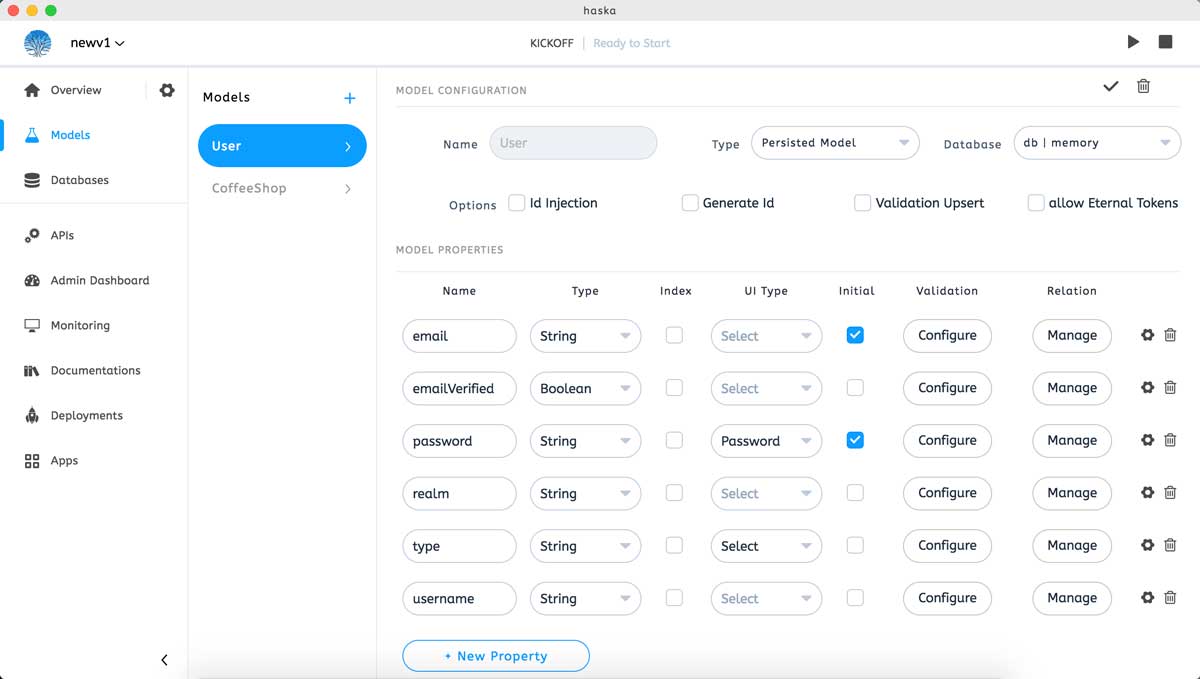 haska
newv1
KICKOFF | Ready to Start
Overview
Models
Databases
APIs
Admin Dashboard
Monitoring
Documentations
Deployments
Apps
Models +
User
CoffeeShop
MODEL CONFIGURATION
Name User Type Persisted Model Database db | memory
Options Id Injection Generate Id Validation Upsert allow Eternal Tokens
MODEL PROPERTIES
Name Type Index UI Type Initial Validation Relation
email String Select Configure Manage
emailVerified Boolean Select Configure Manage
password String Password Configure Manage
realm String Select Configure Manage
type String Select Configure Manage
username String Select Configure Manage
+ New Property